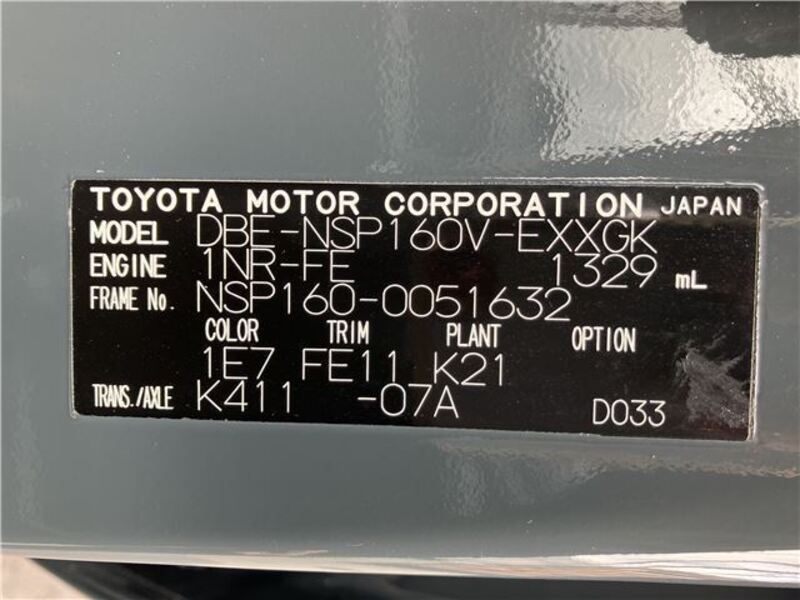 TOYOTA MOTOR CORPORATION JAPAN
MODEL DBE-NSP160V-EXXGK
ENGINE 1NR-FE 1329 mL
FRAME No. NSP160-0051632
COLOR TRIM PLANT OPTION
1E7 FE11 K21
TRANS./AXLE K411 -07A D033